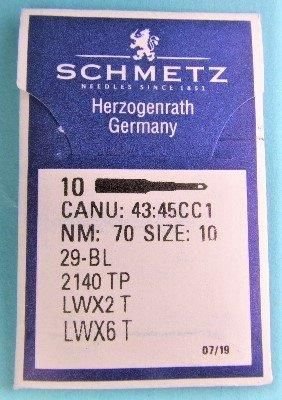 SCHMETZ
NEEDLES SINCE 1851
Herzogenrath
Germany
10
CANU: 43:45CC1
NM: 70 SIZE: 10
29-BL
2140 TP
LWX2 T
LWX6 T
07/19